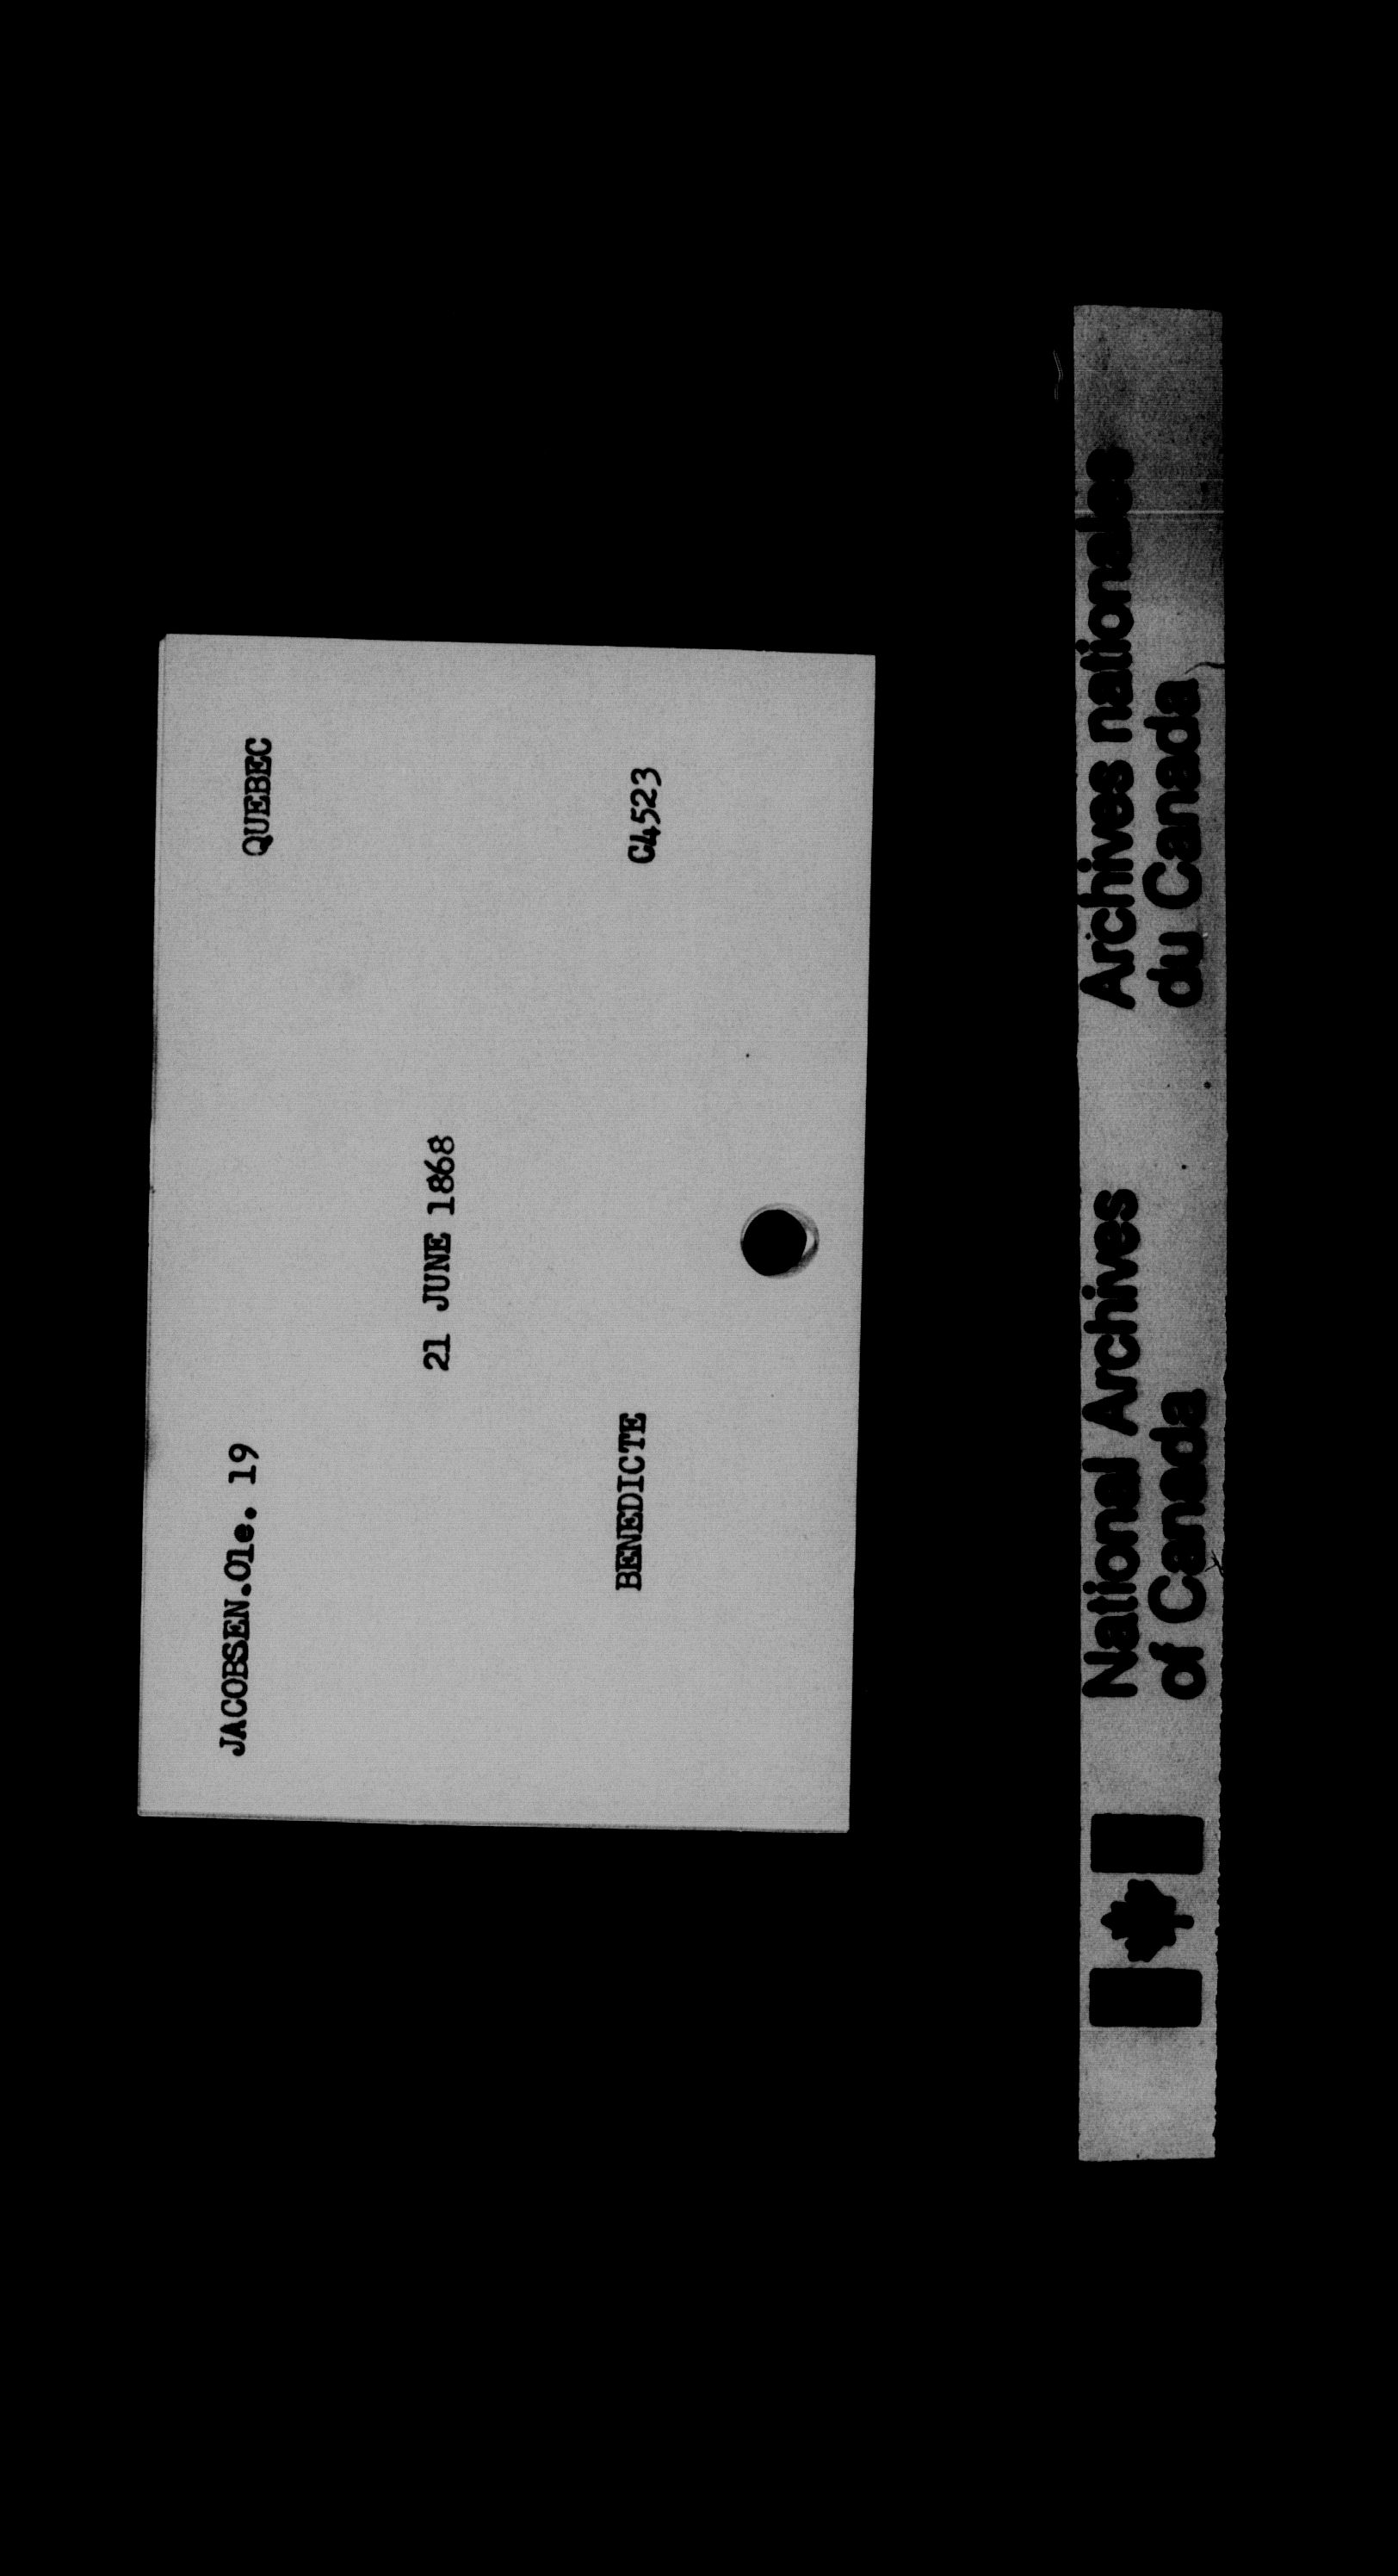 JACOBSEN.Ole. 19 QUEBEC
21 JUNE 1868
BENEDICTE C4523
National Archives
of Canada
Archives nationales
du Canada